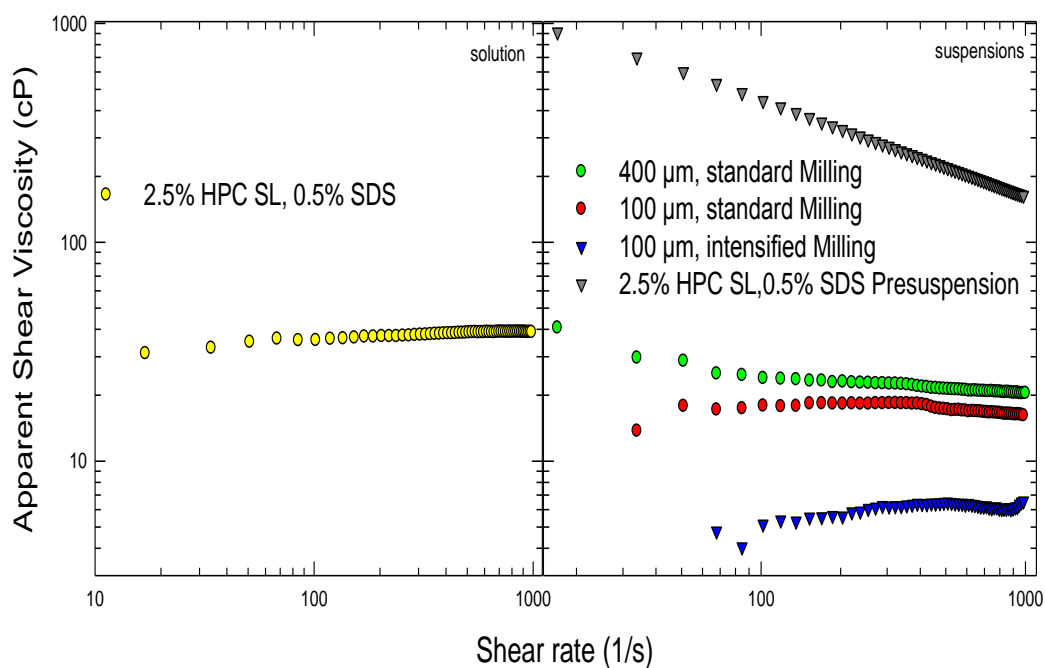 1000
100
10
Apparent Shear Viscosity (cP)
solution
2.5% HPC SL, 0.5% SDS
suspensions
400 µm, standard Milling
100 µm, standard Milling
100 µm, intensified Milling
2.5% HPC SL,0.5% SDS Presuspension
10 100 1000 100 1000
Shear rate (1/s)